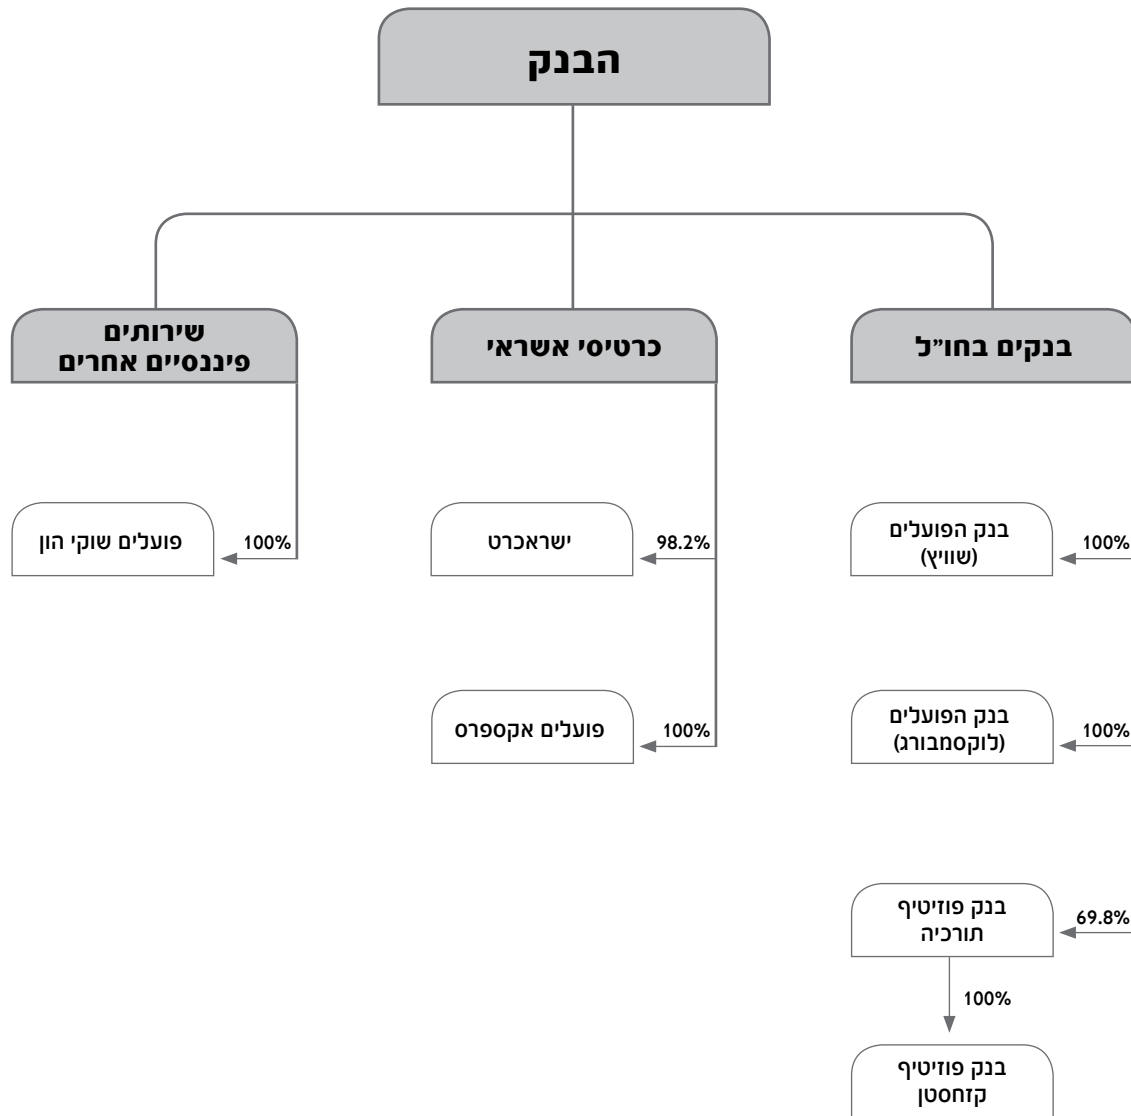 הבנק
בנקים בחו״ל
כרטיסי אשראי
שירותים
פיננסיים אחרים
בנק הפועלים
(שוויץ)
100%
ישראכרט
98.2%
פועלים שוקי הון
100%
בנק הפועלים
(לוקסמבורג)
100%
פועלים אקספרס
100%
בנק פוזיטיף
תורכיה
69.8%
100%
בנק פוזיטיף
קזחסטן